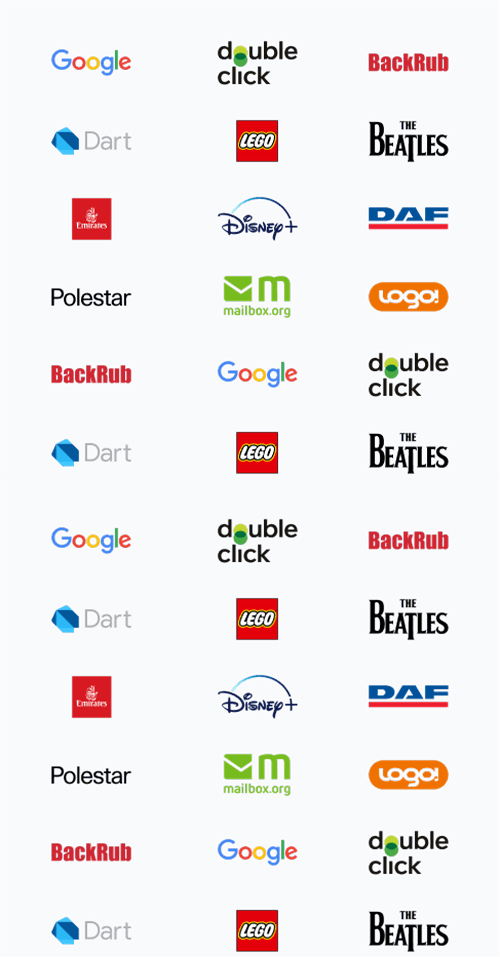 Google
double
click
BackRub
Dart
LEGO
THE
BEATLES
Emirates
Disney+
DAF
Polestar
m
mailbox.org
LOGO!
BackRub
Google
double
click
Dart
LEGO
THE
BEATLES
Google
double
click
BackRub
Dart
LEGO
THE
BEATLES
Emirates
Disney+
DAF
Polestar
m
mailbox.org
LOGO!
BackRub
Google
double
click
Dart
LEGO
THE
BEATLES